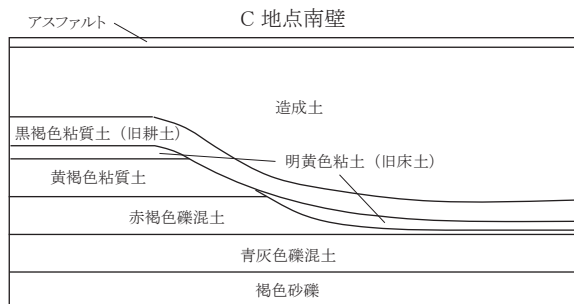 C 地点南壁
アスファルト
造成土
黒褐色粘質土（旧耕土）
明黄色粘土（旧床土）
黄褐色粘質土
赤褐色礫混土
青灰色礫混土
褐色砂礫